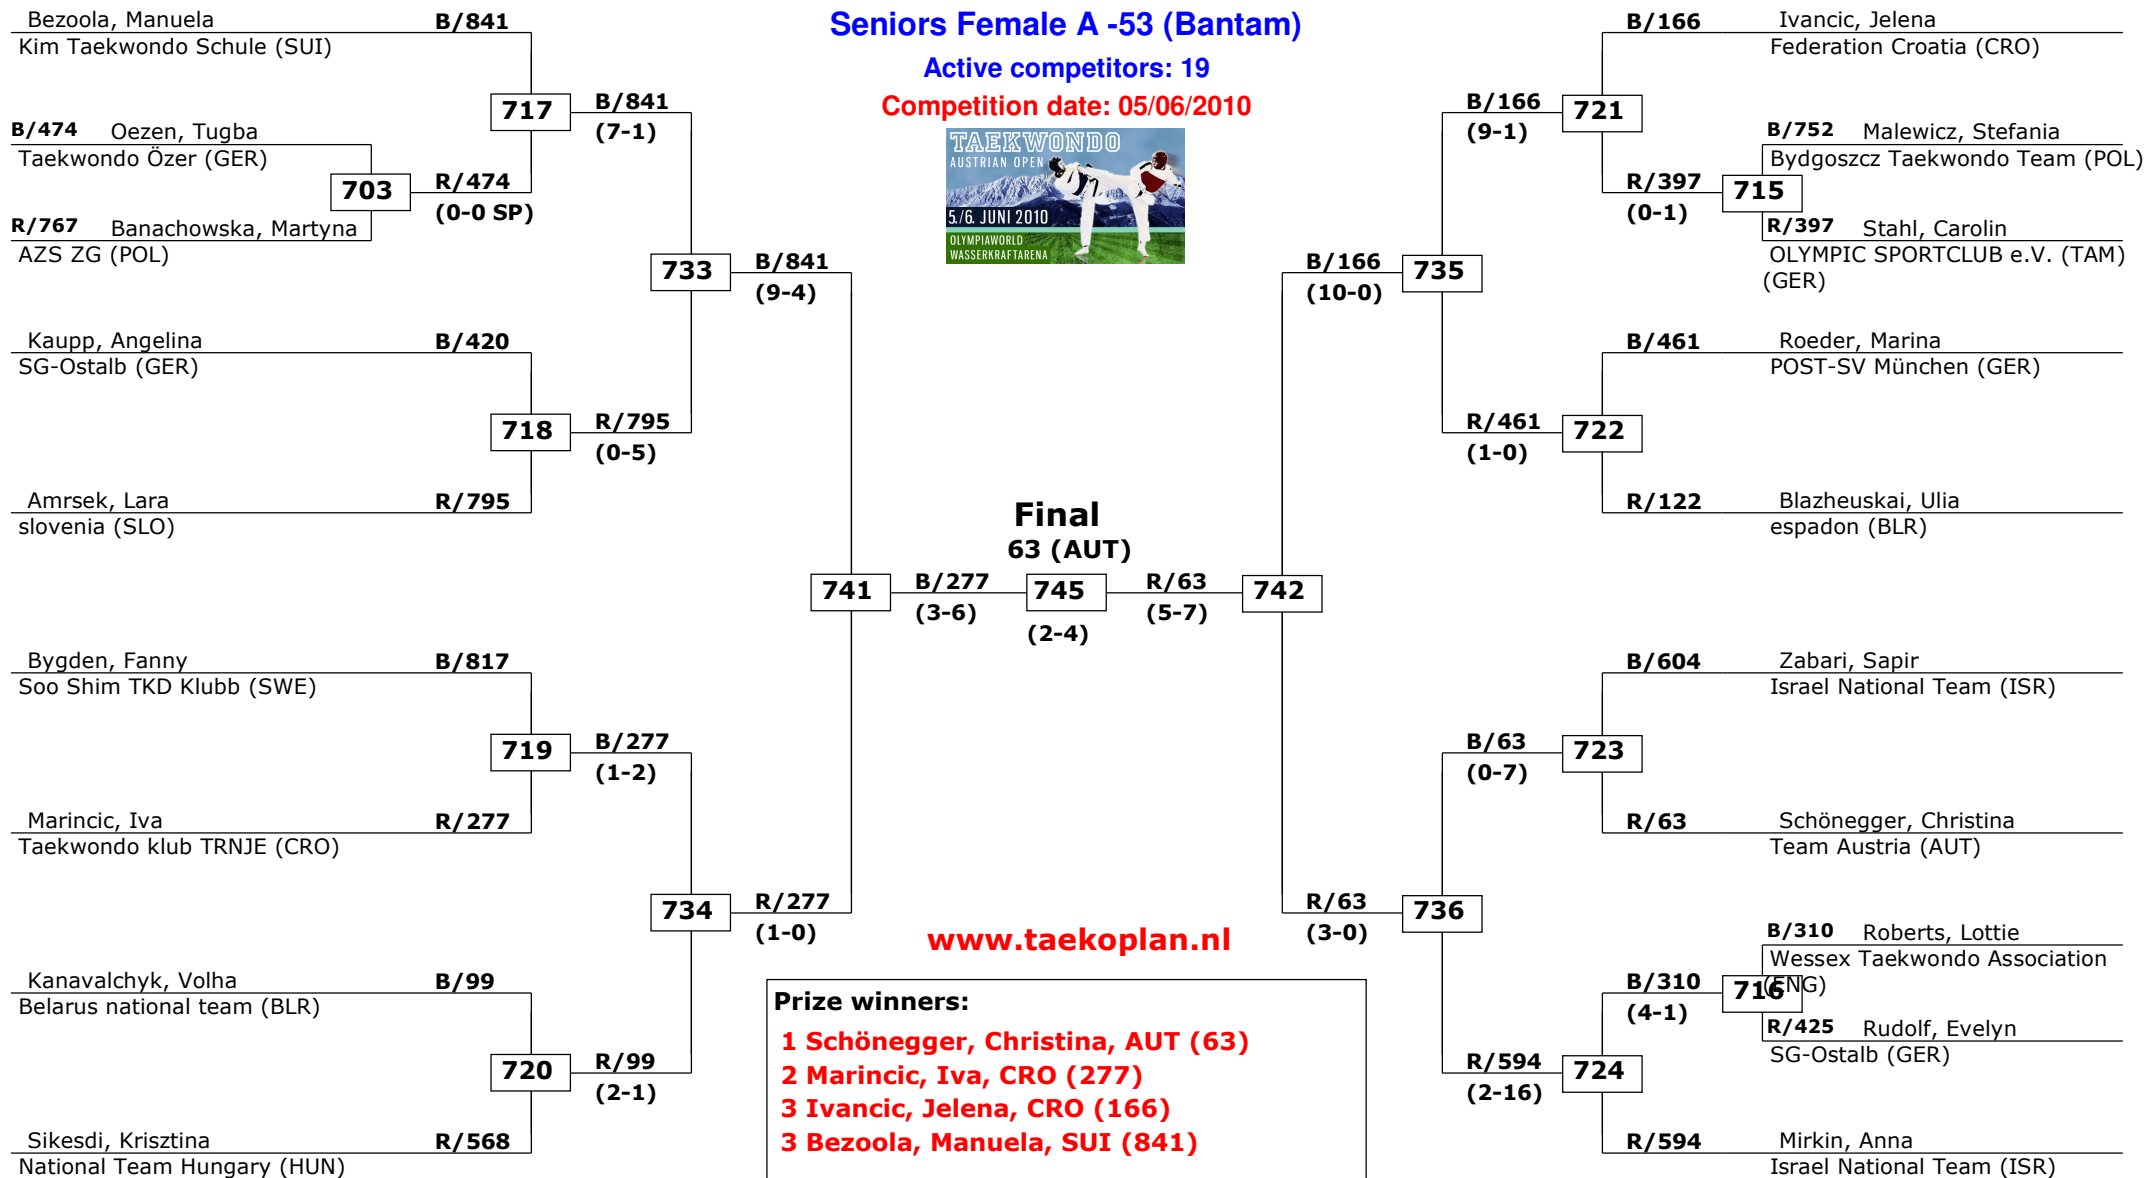 Seniors Female A -53 (Bantam)
Active competitors: 19
Competition date: 05/06/2010
TAEKWONDO
AUSTRIAN OPEN
5./6. JUNI 2010
OLYMPIAWORLD
WASSERKRAFTARENA
Bezoola, Manuela B/841
Kim Taekwondo Schule (SUI)
717
B/841
(7-1)
B/474 Oezen, Tugba
Taekwondo Özer (GER)
703
R/474
(0-0 SP)
R/767 Banachowska, Martyna
AZS ZG (POL)
733
B/841
(9-4)
Kaupp, Angelina B/420
SG-Ostalb (GER)
718
R/795
(0-5)
Amrsek, Lara R/795
slovenia (SLO)
741
B/277
(3-6)
Bygden, Fanny B/817
Soo Shim TKD Klubb (SWE)
719
B/277
(1-2)
Marincic, Iva R/277
Taekwondo klub TRNJE (CRO)
734
R/277
(1-0)
Kanavalchyk, Volha B/99
Belarus national team (BLR)
720
R/99
(2-1)
Sikesdi, Krisztina R/568
National Team Hungary (HUN)
Final
63 (AUT)
745
(2-4)
R/63
(5-7)
742
B/166 Ivancic, Jelena
Federation Croatia (CRO)
B/166
(9-1)
721
B/752 Malewicz, Stefania
Bydgoszcz Taekwondo Team (POL)
R/397
(0-1)
715
R/397 Stahl, Carolin
OLYMPIC SPORTCLUB e.V. (TAM)
(GER)
B/166
(10-0)
735
B/461 Roeder, Marina
POST-SV München (GER)
R/461
(1-0)
722
R/122 Blazheuskai, Ulia
espadon (BLR)
B/604 Zabari, Sapir
Israel National Team (ISR)
B/63
(0-7)
723
R/63 Schönegger, Christina
Team Austria (AUT)
R/63
(3-0)
736
B/310 Roberts, Lottie
Wessex Taekwondo Association
(ENG)
B/310
(4-1)
716
R/425 Rudolf, Evelyn
SG-Ostalb (GER)
R/594
(2-16)
724
R/594 Mirkin, Anna
Israel National Team (ISR)
www.taekoplan.nl
Prize winners:
1 Schönegger, Christina, AUT (63)
2 Marincic, Iva, CRO (277)
3 Ivancic, Jelena, CRO (166)
3 Bezoola, Manuela, SUI (841)